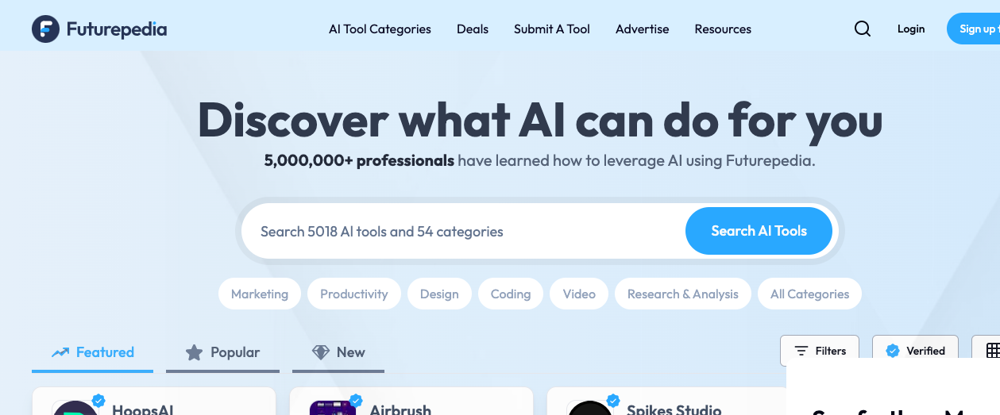 Futurepedia
AI Tool Categories Deals Submit A Tool Advertise Resources
Login
Sign up
Discover what AI can do for you
5,000,000+ professionals have learned how to leverage AI using Futurepedia.
Search 5018 AI tools and 54 categories
Search AI Tools
Marketing Productivity Design Coding Video Research & Analysis All Categories
Featured Popular New
Filters Verified
HoopsAI Airbrush Spikes Studio